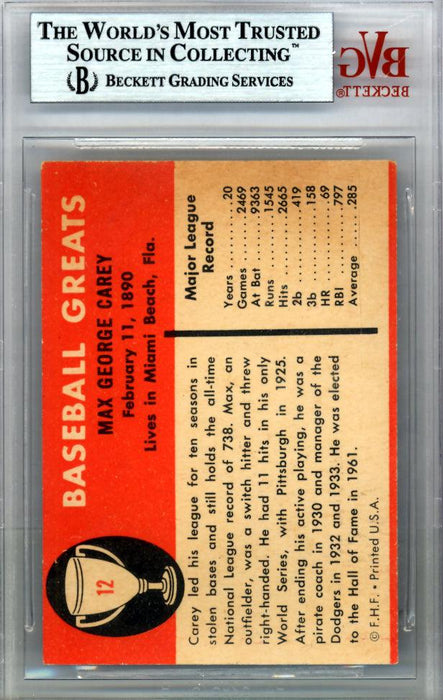 THE WORLD'S MOST TRUSTED
SOURCE IN COLLECTING™
B BECKETT GRADING SERVICES
BVG
BECKETT®
BASEBALL GREATS
MAX GEORGE CAREY
February 11, 1890
Lives in Miami Beach, Fla.
12
Carey led his league for ten seasons in
stolen bases and still holds the all-time
National League record of 738. Max, an
outfielder, was a switch hitter and threw
right-handed. He had 11 hits in his only
World Series, with Pittsburgh in 1925.
After ending his active playing, he was a
pirate coach in 1930 and manager of the
Dodgers in 1932 and 1933. He was elected
to the Hall of Fame in 1961.
© F.H.F. • Printed U.S.A.
Major League
Record
Years ..... 20
Games ..... 2469
At Bat ..... 9363
Runs ..... 1545
Hits ..... 2665
2b ..... 419
3b ..... 158
HR ..... 69
RBI ..... 797
Average ..... .285